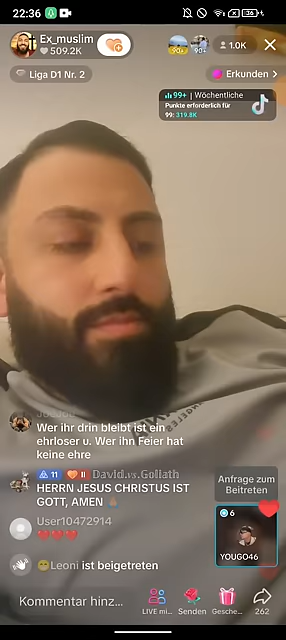 22:36
Ex_muslim
509.2K
90+
90+
1.0K
Liga D1 Nr. 2
Erkunden
99+ | Wöchentliche
Punkte erforderlich für
99: 319.8K
Wer ihr drin bleibt ist ein
ehrloser u. Wer ihn Feier hat
keine ehre
11 David.vs.Goliath
HERRN JESUS CHRISTUS IST
GOTT, AMEN
User10472914
Leoni ist beigetreten
Anfrage zum
Beitreten
6
YOUGO46
Kommentar hinz...
LIVE mi...
Senden
Gesche...
262